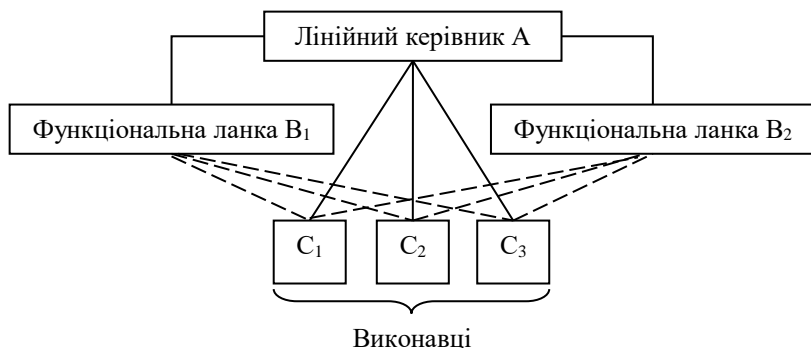 Лінійний керівник А
Функціональна ланка В₁
Функціональна ланка В₂
С₁
С₂
С₃
Виконавці